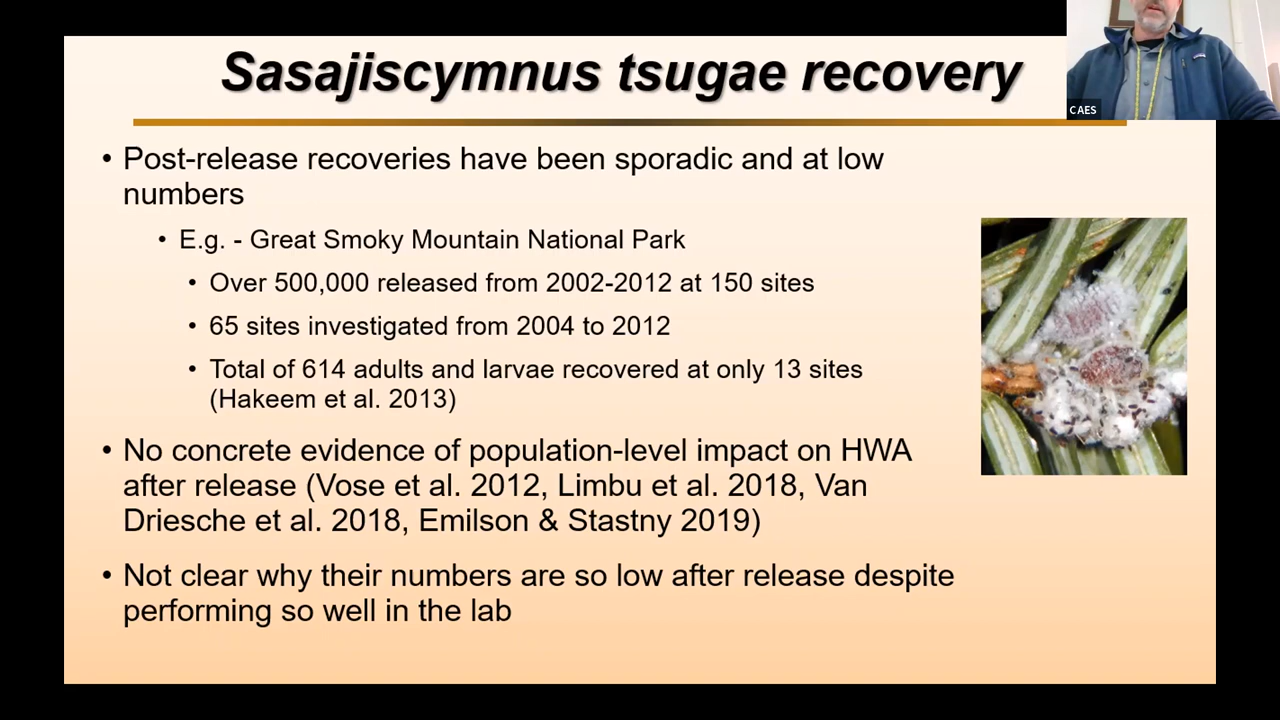 Sasajiscymnus tsugae recovery
CAES
• Post-release recoveries have been sporadic and at low
numbers
• E.g. - Great Smoky Mountain National Park
• Over 500,000 released from 2002-2012 at 150 sites
• 65 sites investigated from 2004 to 2012
• Total of 614 adults and larvae recovered at only 13 sites
(Hakeem et al. 2013)
• No concrete evidence of population-level impact on HWA
after release (Vose et al. 2012, Limbu et al. 2018, Van
Driesche et al. 2018, Emilson & Stastny 2019)
• Not clear why their numbers are so low after release despite
performing so well in the lab